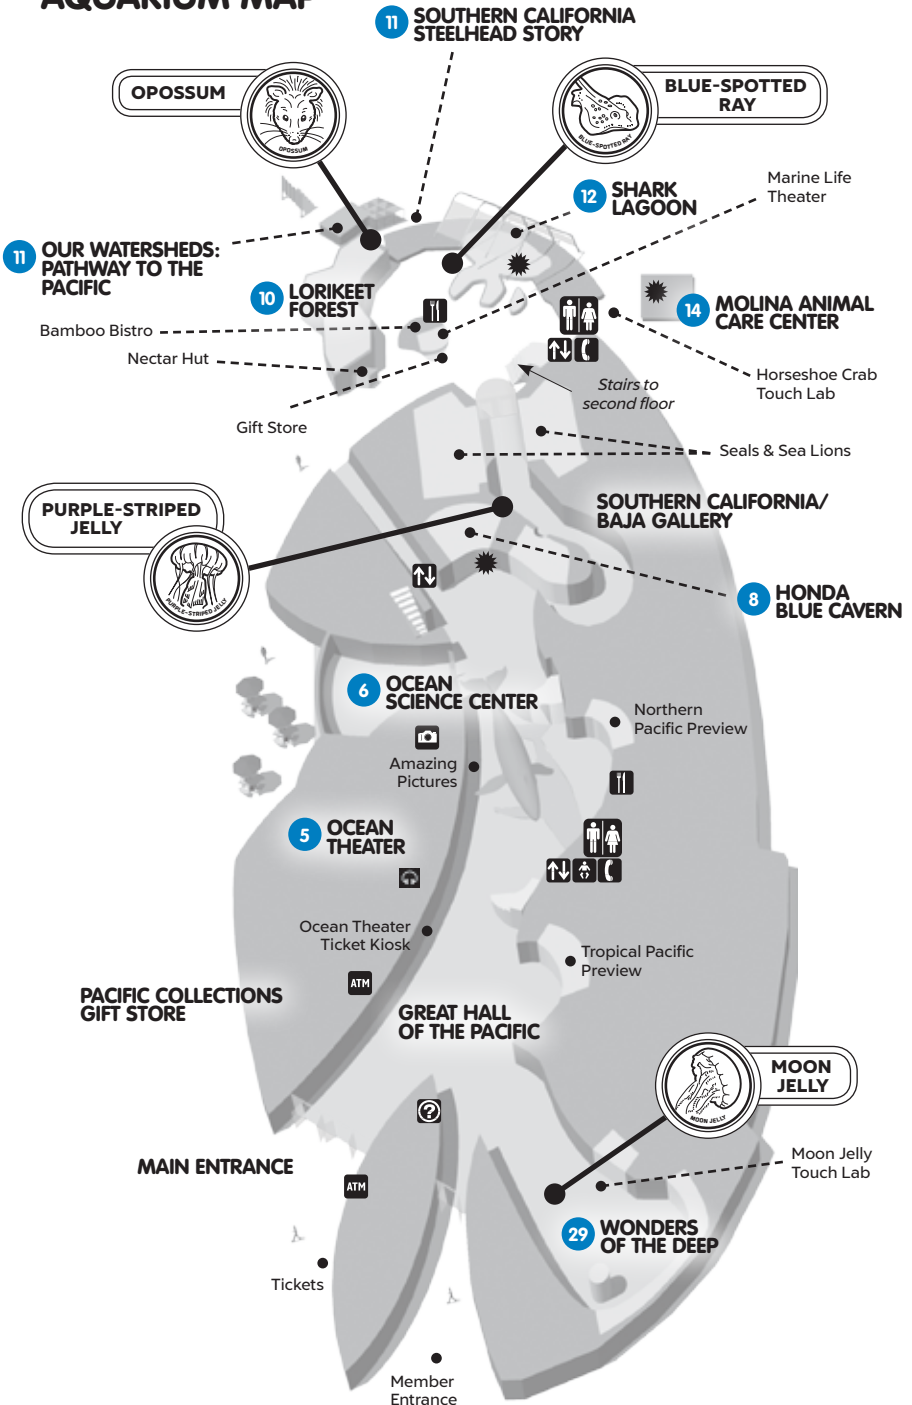 AQUARIUM MAP
11 SOUTHERN CALIFORNIA
STEELHEAD STORY
OPOSSUM
OPOSSUM
BLUE-SPOTTED
RAY
BLUE-SPOTTED RAY
Marine Life
Theater
12 SHARK
LAGOON
11 OUR WATERSHEDS:
PATHWAY TO THE
PACIFIC
10 LORIKEET
FOREST
14 MOLINA ANIMAL
CARE CENTER
Bamboo Bistro
Nectar Hut
Gift Store
Stairs to
second floor
Horseshoe Crab
Touch Lab
Seals & Sea Lions
PURPLE-STRIPED
JELLY
PURPLE-STRIPED JELLY
SOUTHERN CALIFORNIA/
BAJA GALLERY
8 HONDA
BLUE CAVERN
6 OCEAN
SCIENCE CENTER
Northern
Pacific Preview
Amazing
Pictures
5 OCEAN
THEATER
Ocean Theater
Ticket Kiosk
Tropical Pacific
Preview
ATM
PACIFIC COLLECTIONS
GIFT STORE
GREAT HALL
OF THE PACIFIC
MOON
JELLY
MOON JELLY
?
MAIN ENTRANCE
Moon Jelly
Touch Lab
ATM
29 WONDERS
OF THE DEEP
Tickets
Member
Entrance